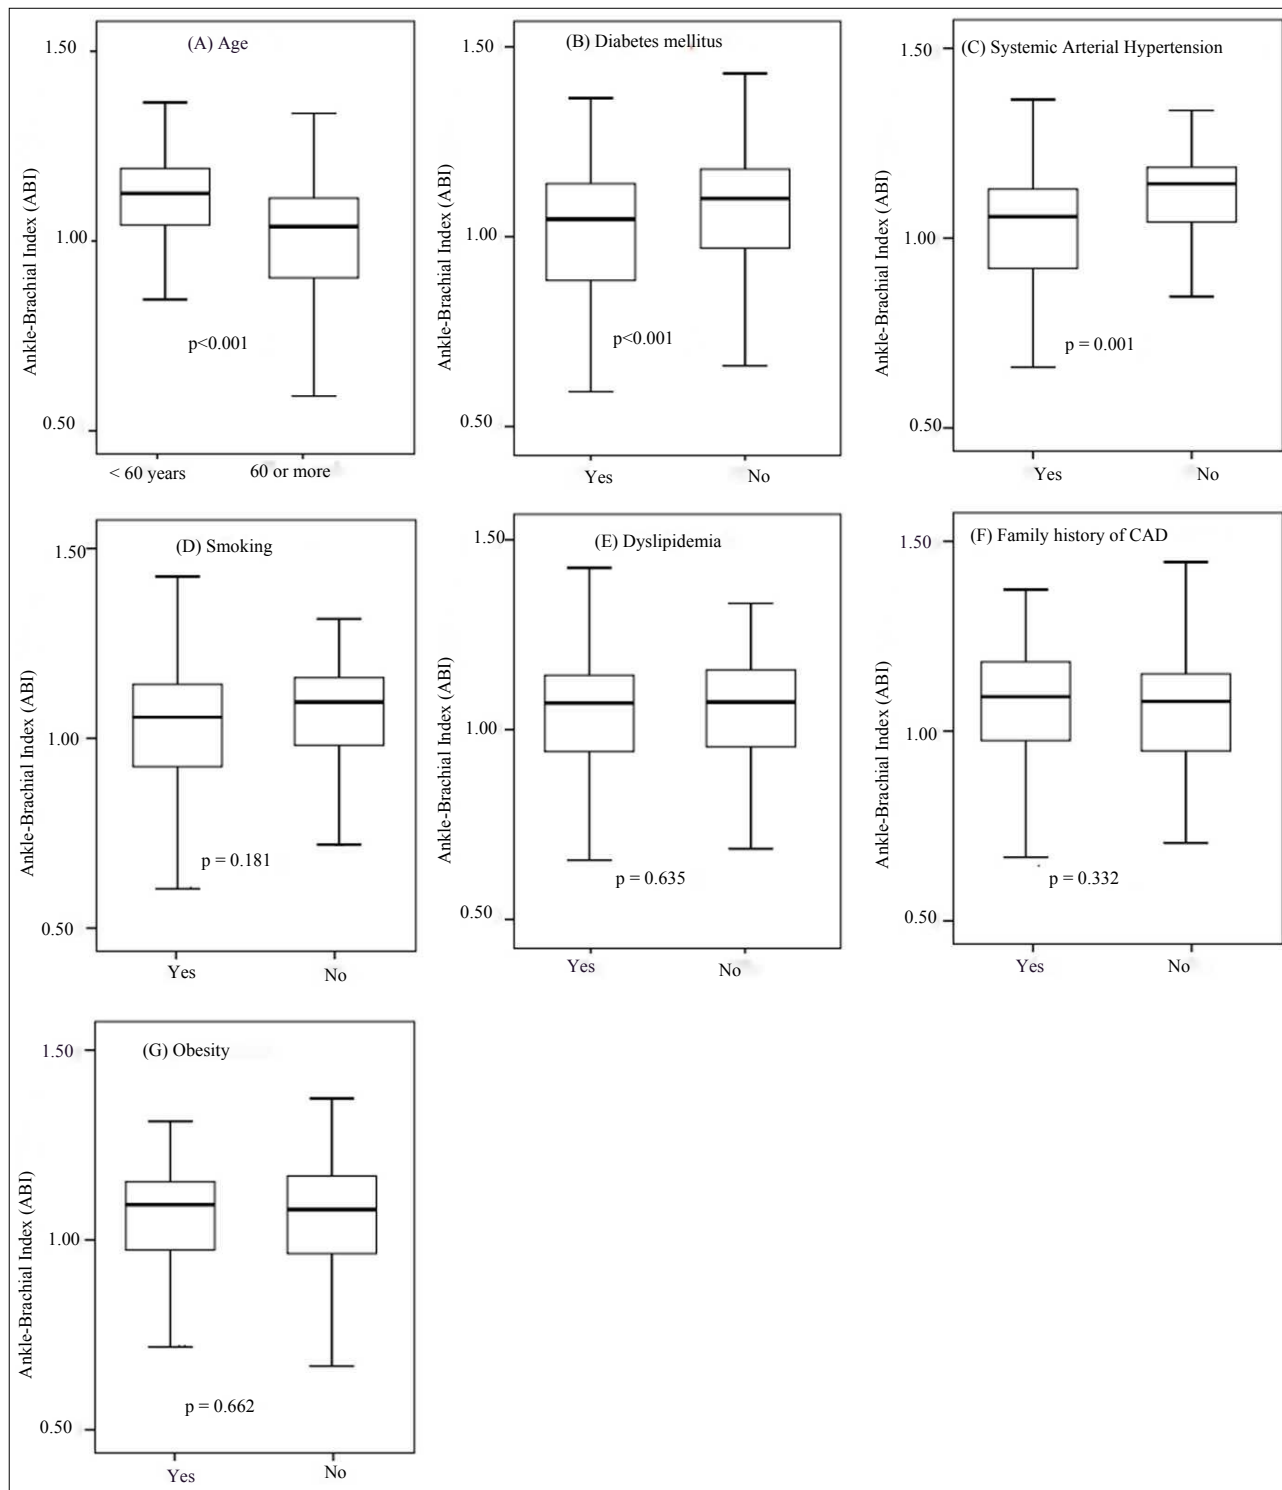 (A) Age
1.50
1.00
0.50
Ankle-Brachial Index (ABI)
p<0.001
< 60 years
60 or more
(B) Diabetes mellitus
1.50
1.00
0.50
Ankle-Brachial Index (ABI)
p<0.001
Yes
No
(C) Systemic Arterial Hypertension
1.50
1.00
0.50
Ankle-Brachial Index (ABI)
p = 0.001
Yes
No
(D) Smoking
1.50
1.00
0.50
Ankle-Brachial Index (ABI)
p = 0.181
Yes
No
(E) Dyslipidemia
1.50
1.00
0.50
Ankle-Brachial Index (ABI)
p = 0.635
Yes
No
(F) Family history of CAD
1.50
1.00
0.50
Ankle-Brachial Index (ABI)
p = 0.332
Yes
No
(G) Obesity
1.50
1.00
0.50
Ankle-Brachial Index (ABI)
p = 0.662
Yes
No